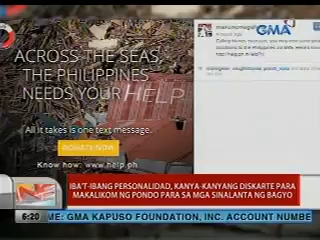 ACROSS THE SEAS,
THE PHILIPPINES
NEEDS YOUR HELP
All it takes is one text message.
DONATE NOW
Know how: www.help.ph
GMA
IBA'T-IBANG PERSONALIDAD, KANYA-KANYANG DISKARTE PARA
MAKALIKOM NG PONDO PARA SA MGA SINALANTA NG BAGYO
6:20
ME: GMA KAPUSO FOUNDATION, INC. ACCOUNT NUMBE